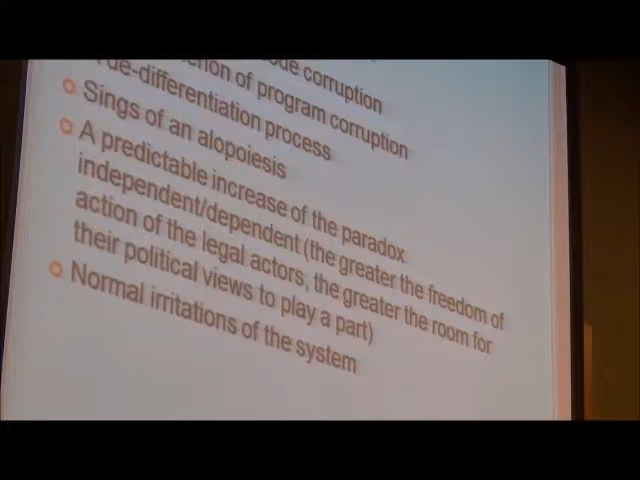 code corruption
of program corruption
de-differentiation process
Sings of an alopoiesis
A predictable increase of the paradox
independent/dependent (the greater the freedom of
action of the legal actors, the greater the room for
their political views to play a part)
Normal irritations of the system